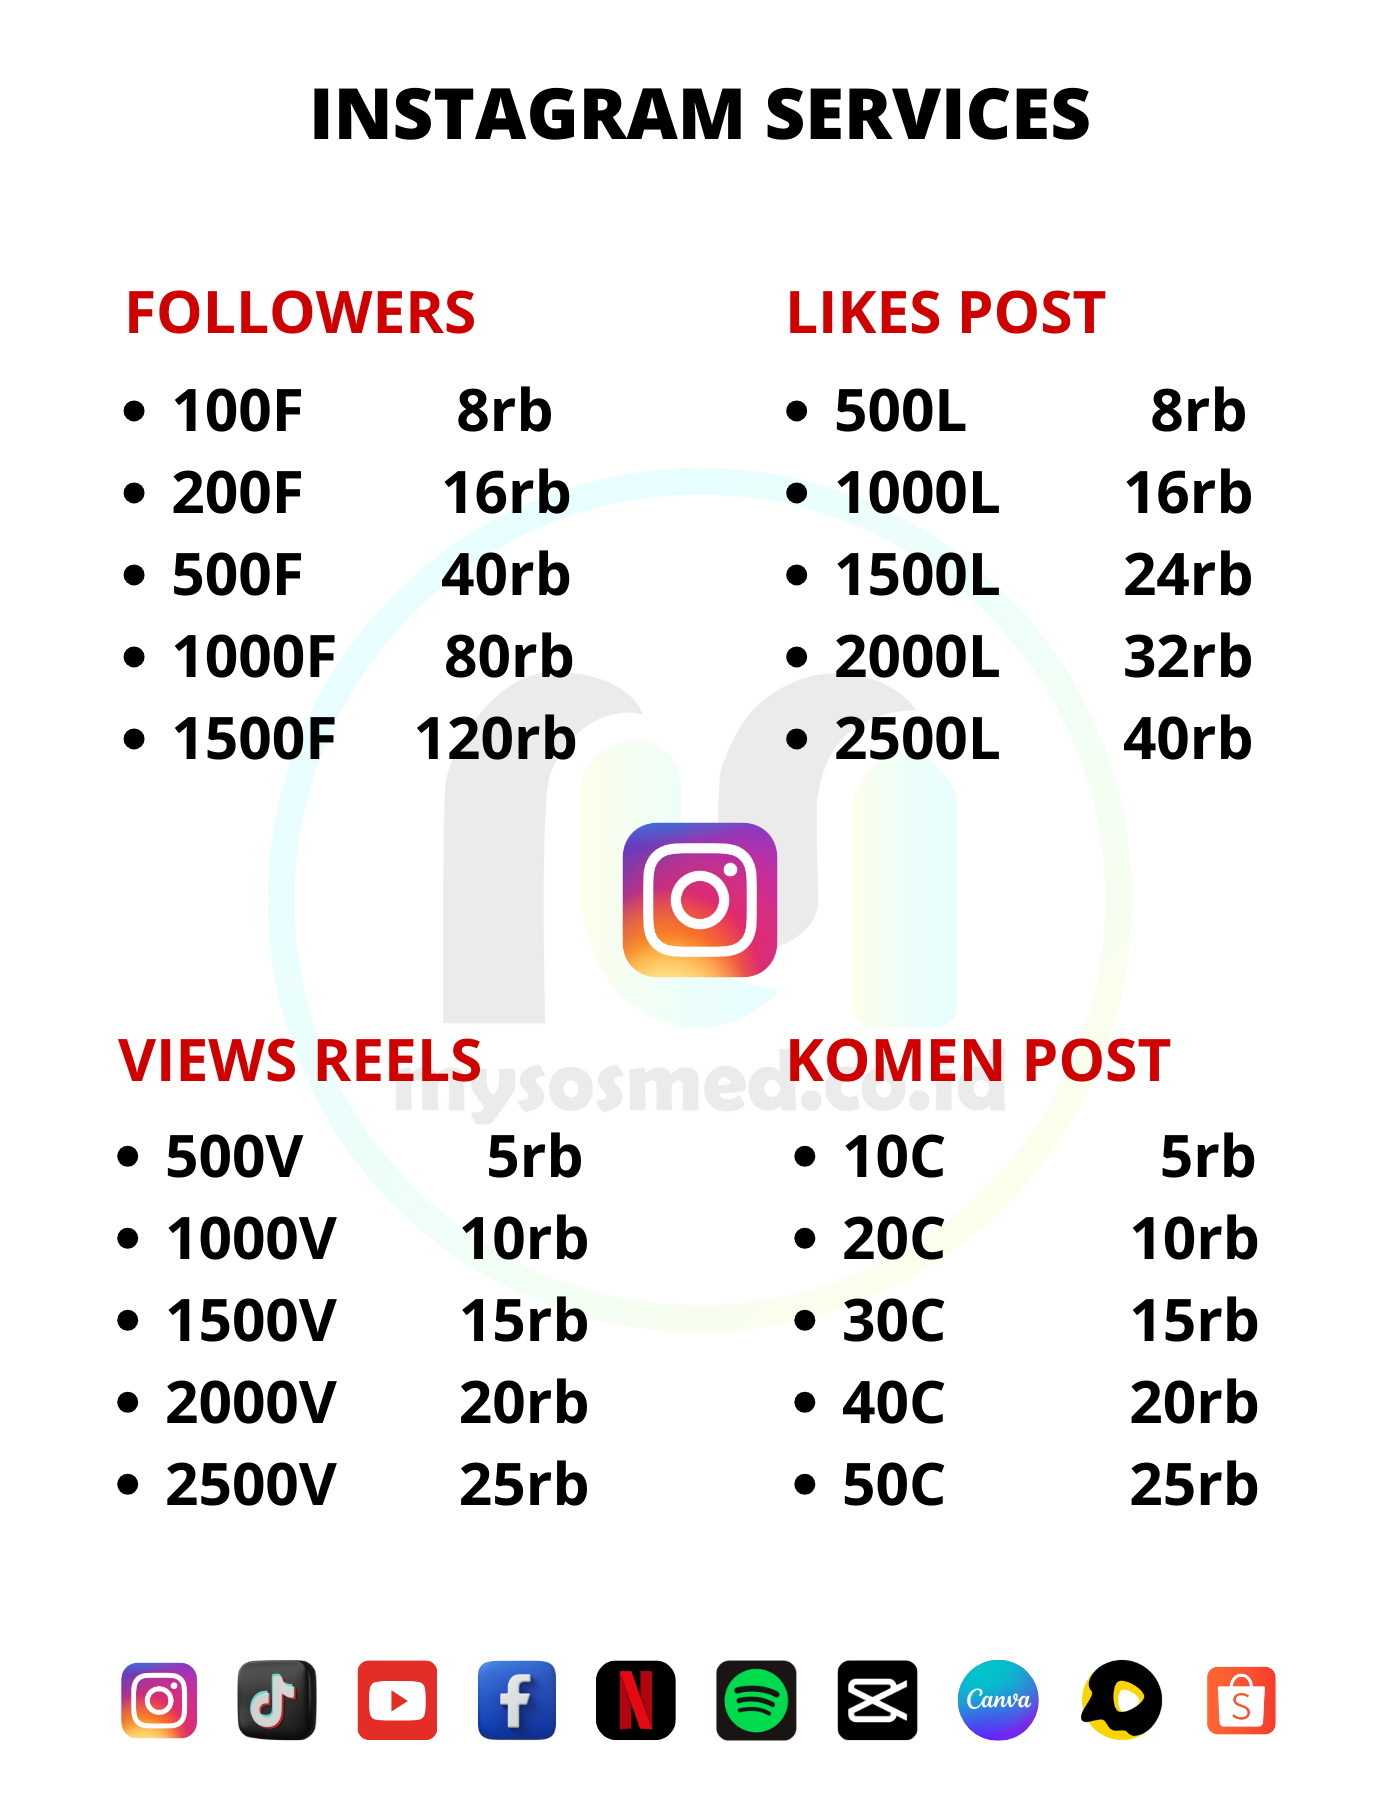 INSTAGRAM SERVICES
FOLLOWERS
• 100F 8rb
• 200F 16rb
• 500F 40rb
• 1000F 80rb
• 1500F 120rb
LIKES POST
• 500L 8rb
• 1000L 16rb
• 1500L 24rb
• 2000L 32rb
• 2500L 40rb
VIEWS REELS
• 500V 5rb
• 1000V 10rb
• 1500V 15rb
• 2000V 20rb
• 2500V 25rb
KOMEN POST
• 10C 5rb
• 20C 10rb
• 30C 15rb
• 40C 20rb
• 50C 25rb
mysosmed.co.id
Canva